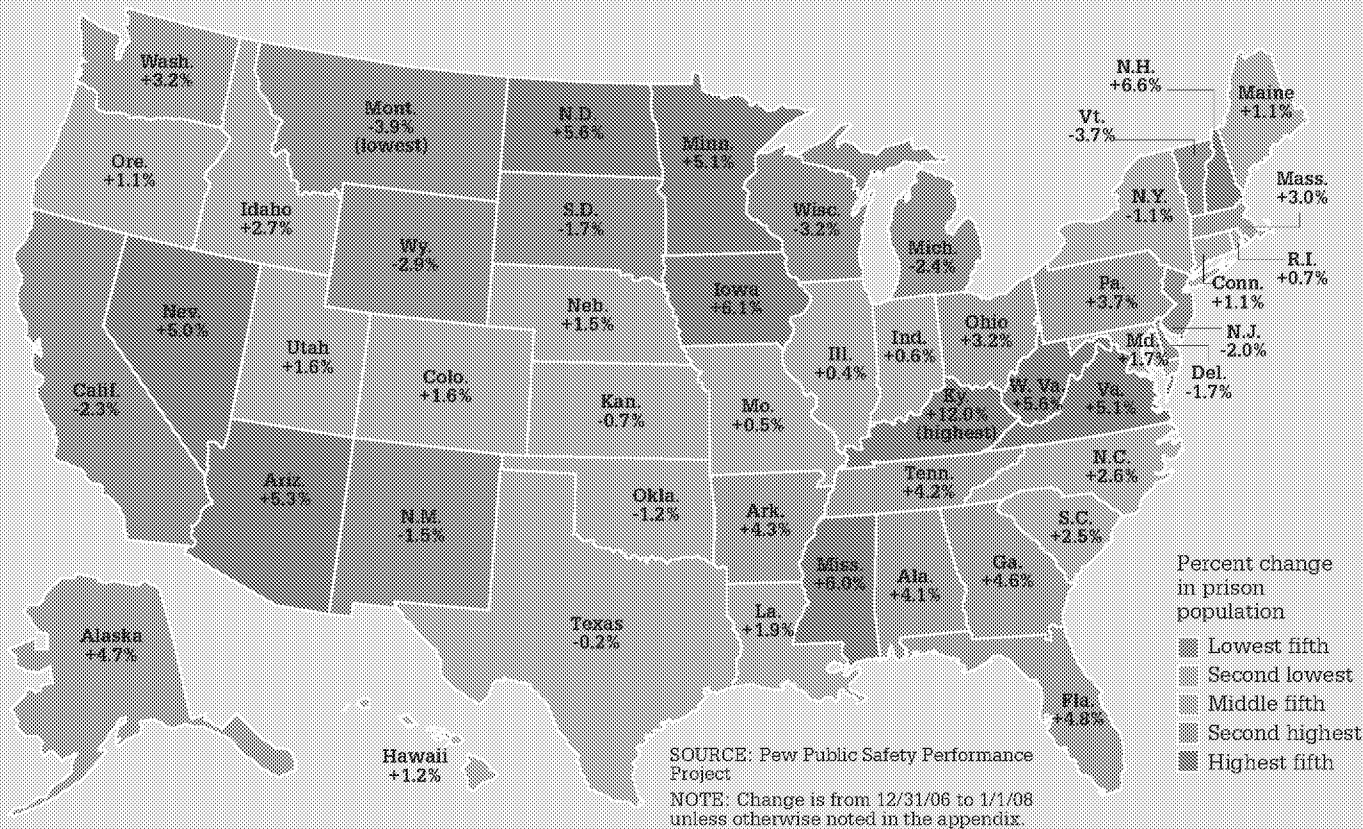 Wash.
+3.2%
Mont.
-3.9%
(lowest)
N.D.
+5.6%
Minn.
+5.1%
N.H.
+6.6%
Vt.
-3.7%
Maine
+1.1%
Ore.
+1.1%
Idaho
+2.7%
Wy.
-2.9%
S.D.
-1.7%
Wisc.
-3.2%
Mich.
-2.4%
N.Y.
-1.1%
Mass.
+3.0%
R.I.
+0.7%
Conn.
+1.1%
Nev.
+5.0%
Utah
+1.6%
Colo.
+1.6%
Neb.
+1.5%
Iowa
+6.1%
Ill.
+0.4%
Ind.
+0.6%
Ohio
+3.2%
Pa.
+3.7%
N.J.
-2.0%
Md.
+1.7%
Del.
-1.7%
Calif.
-2.3%
Kan.
-0.7%
Mo.
+0.5%
Ky.
+12.0%
(highest)
W. Va.
+5.6%
Va.
+5.1%
Ariz.
+5.3%
N.M.
-1.5%
Okla.
-1.2%
Ark.
+4.3%
Tenn.
+4.2%
N.C.
+2.6%
S.C.
+2.5%
Texas
-0.2%
La.
+1.9%
Miss.
+6.0%
Ala.
+4.1%
Ga.
+4.6%
Fla.
+4.8%
Alaska
+4.7%
Hawaii
+1.2%
Percent change
in prison
population
Lowest fifth
Second lowest
Middle fifth
Second highest
Highest fifth
SOURCE: Pew Public Safety Performance
Project
NOTE: Change is from 12/31/06 to 1/1/08
unless otherwise noted in the appendix.